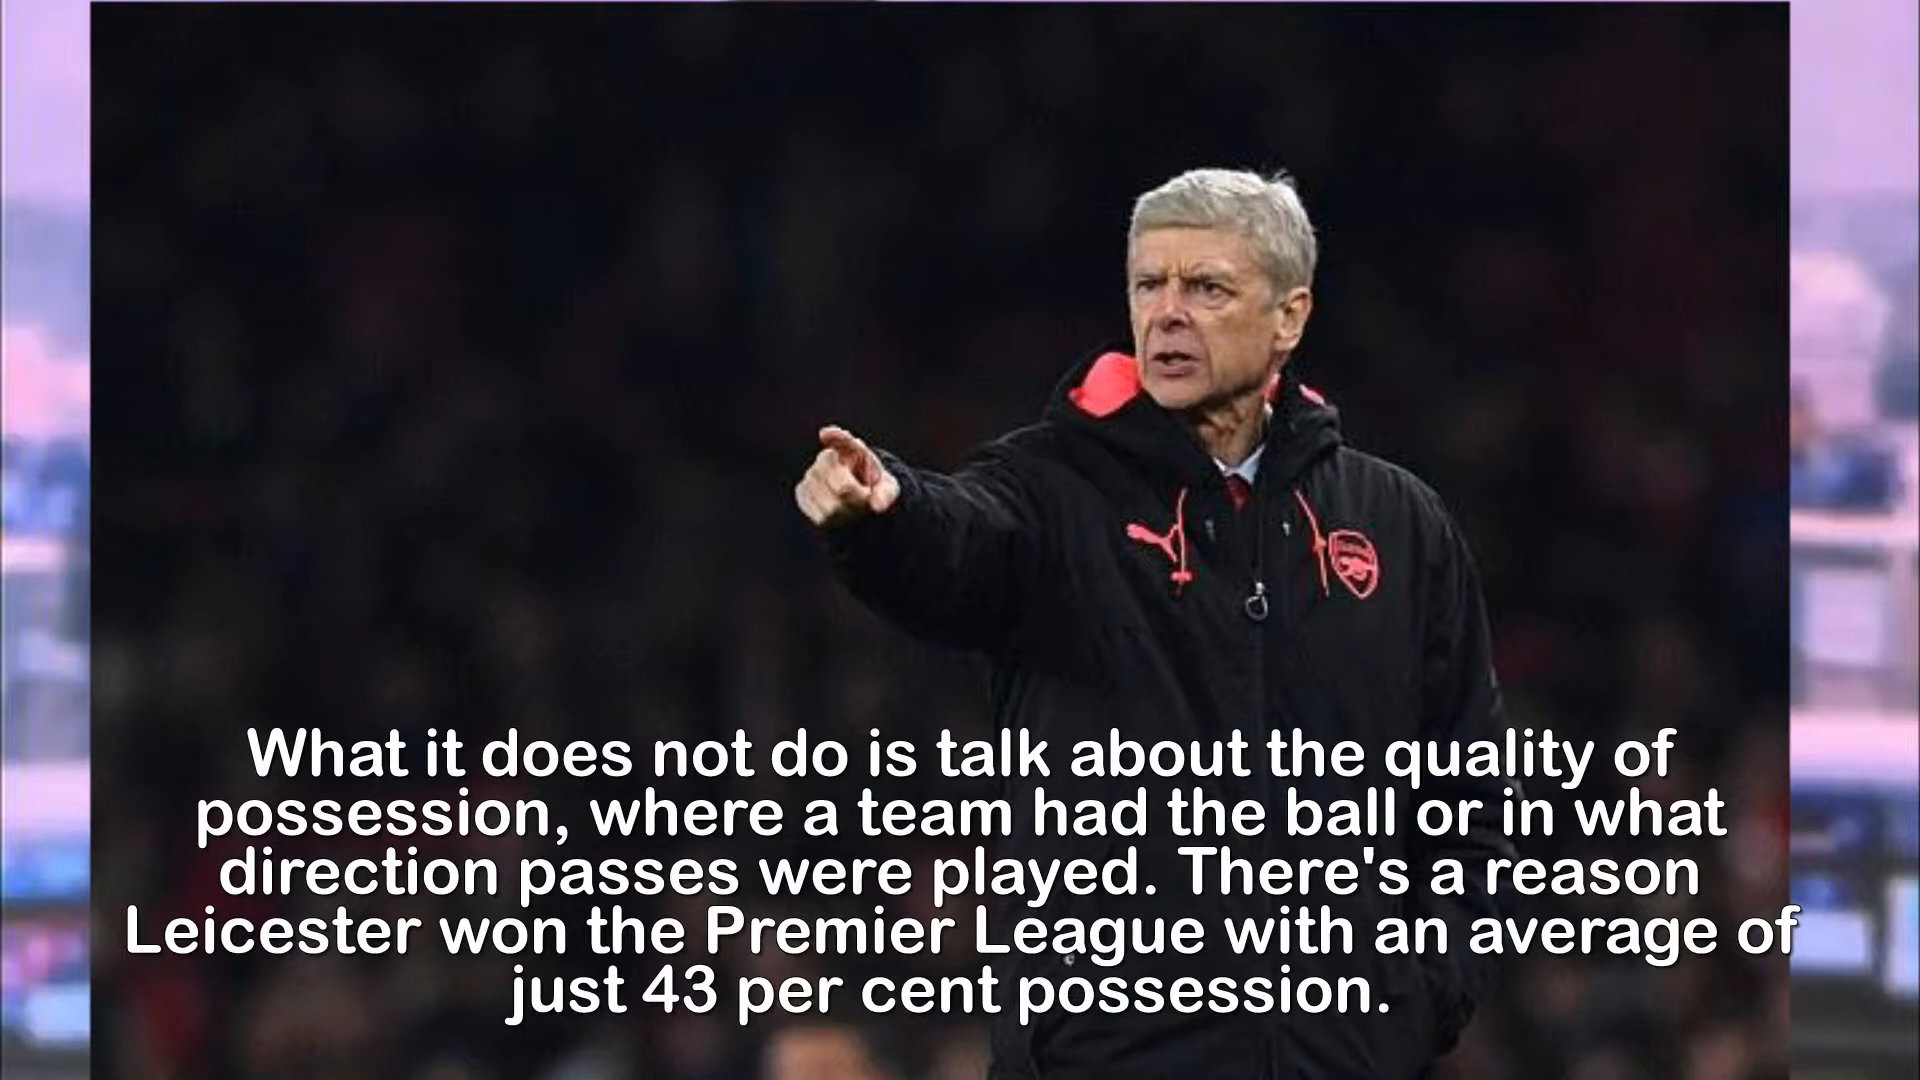 What it does not do is talk about the quality of
possession, where a team had the ball or in what
direction passes were played. There's a reason
Leicester won the Premier League with an average of
just 43 per cent possession.